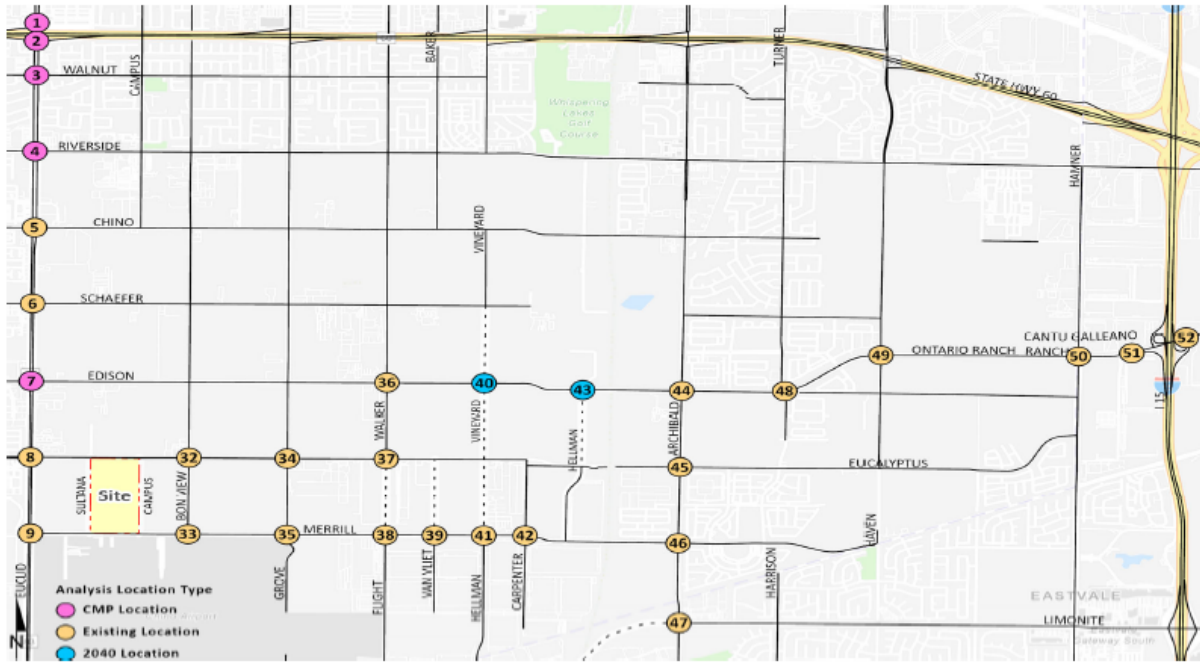 1
2
BAKER
TURNER
CAMPUS
3 WALNUT
STATE HWY 60
Whispering
Lakes
Golf
Course
4 RIVERSIDE
HAMNER
5 CHINO
VINEYARD
6 SCHAEFER
CANTU GALLEANO
52
49 ONTARIO RANCH RANCH 50 51
7 EDISON 36 40 43 44 48
I 15
WALKER
VINEYARD
HELLMAN
ARCHIBALD
8 32 34 37 45 EUCALYPTUS
SULTANA
Site
CAMPUS
BON VIEW
9 33 35 MERRILL 38 39 41 42 46
HAVEN
EUCLID
GROVE
FLIGHT
VAN VLIET
HELLMAN
CARPENTER
HARRISON
Analysis Location Type
CMP Location
Existing Location
2040 Location
N
EASTVALE
47 LIMONITE
Eastvale
Gateway South